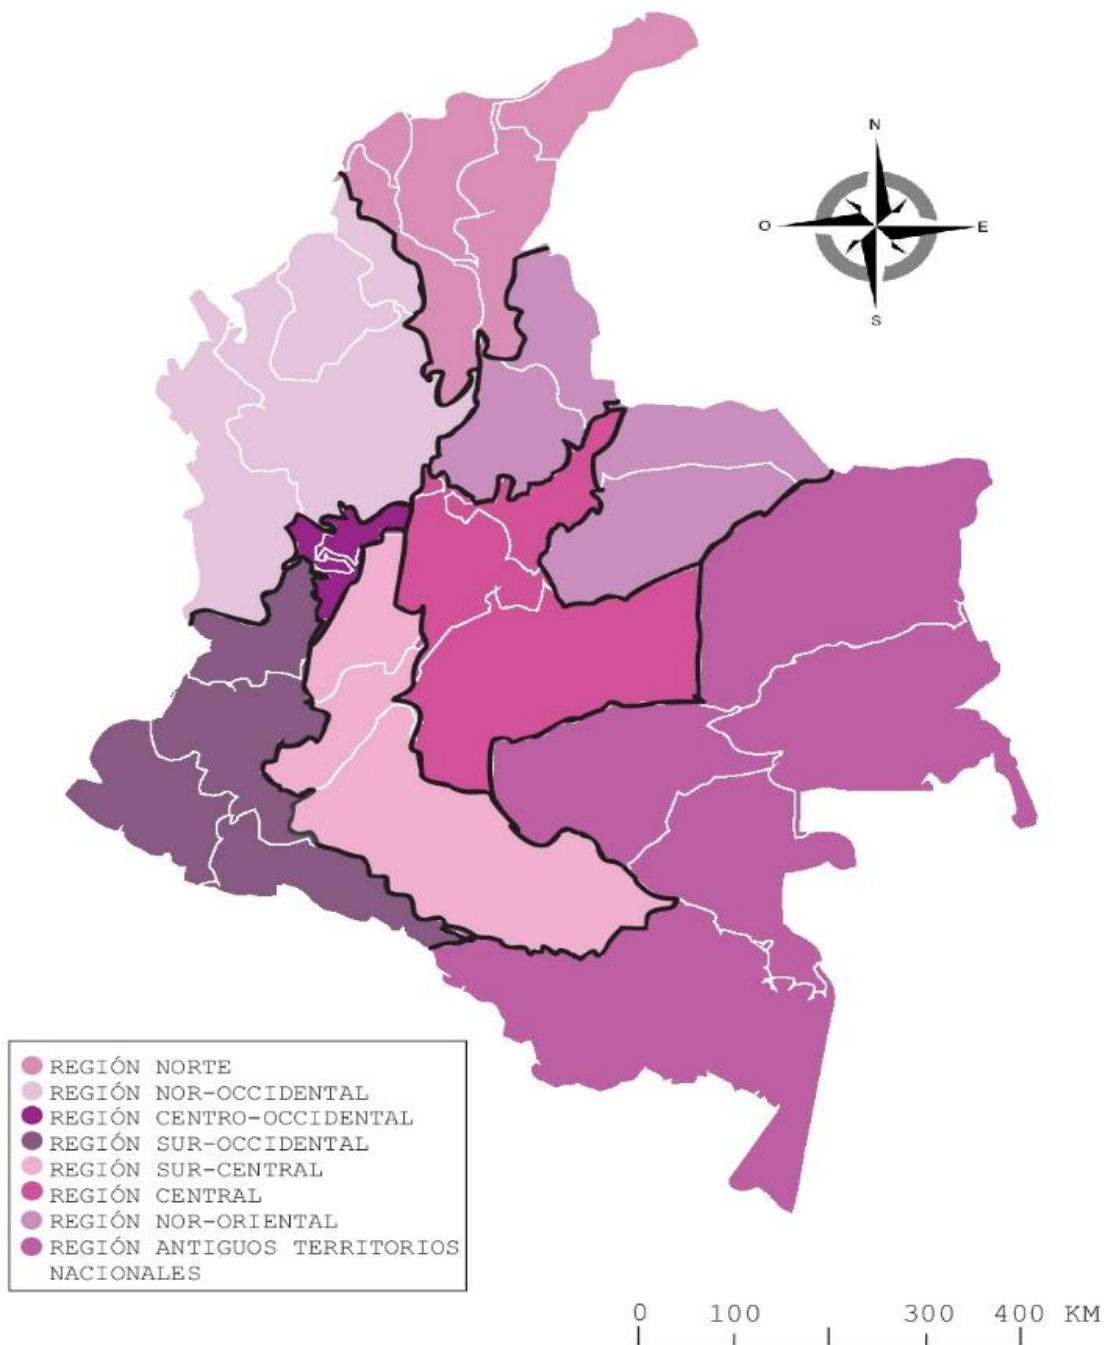 N
O
E
S
REGIÓN NORTE
REGIÓN NOR-OCCIDENTAL
REGIÓN CENTRO-OCCIDENTAL
REGIÓN SUR-OCCIDENTAL
REGIÓN SUR-CENTRAL
REGIÓN CENTRAL
REGIÓN NOR-ORIENTAL
REGIÓN ANTIGUOS TERRITORIOS
NACIONALES
0 100 300 400 KM